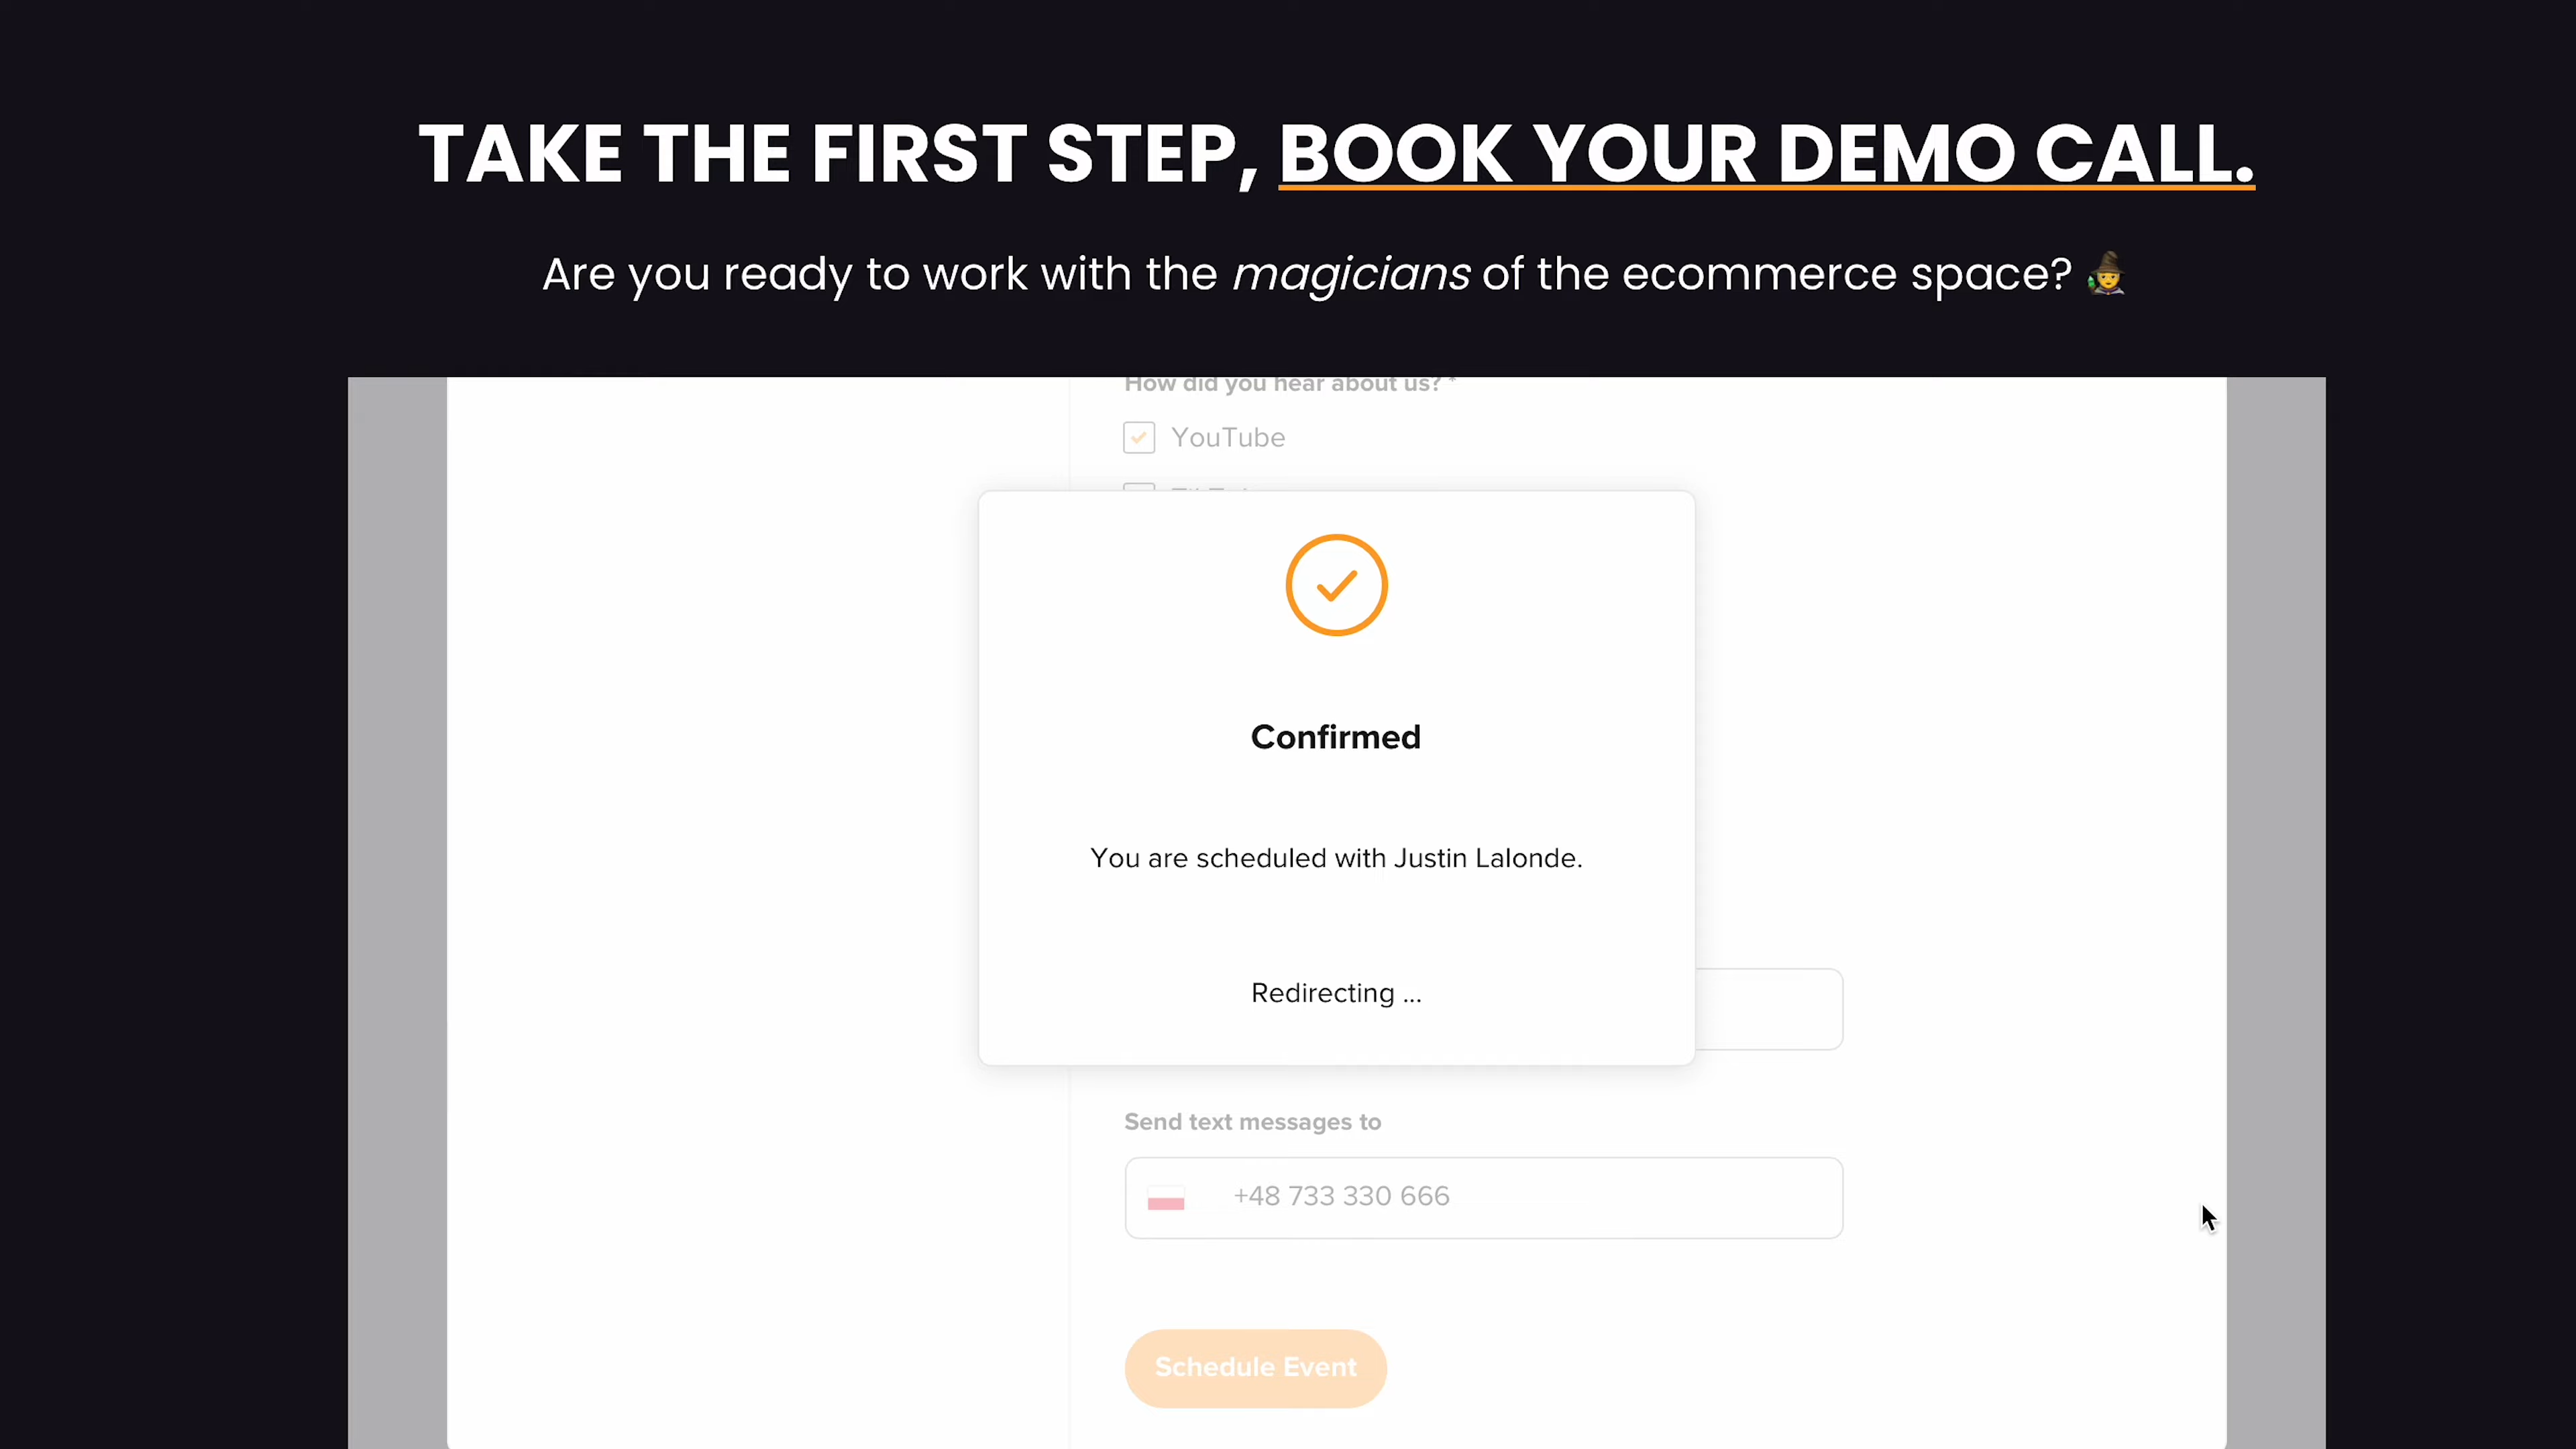 TAKE THE FIRST STEP, BOOK YOUR DEMO CALL.
Are you ready to work with the magicians of the ecommerce space? 🧙
How did you hear about us? *
YouTube
Confirmed
You are scheduled with Justin Lalonde.
Redirecting ...
Send text messages to
+48 733 330 666
Schedule Event